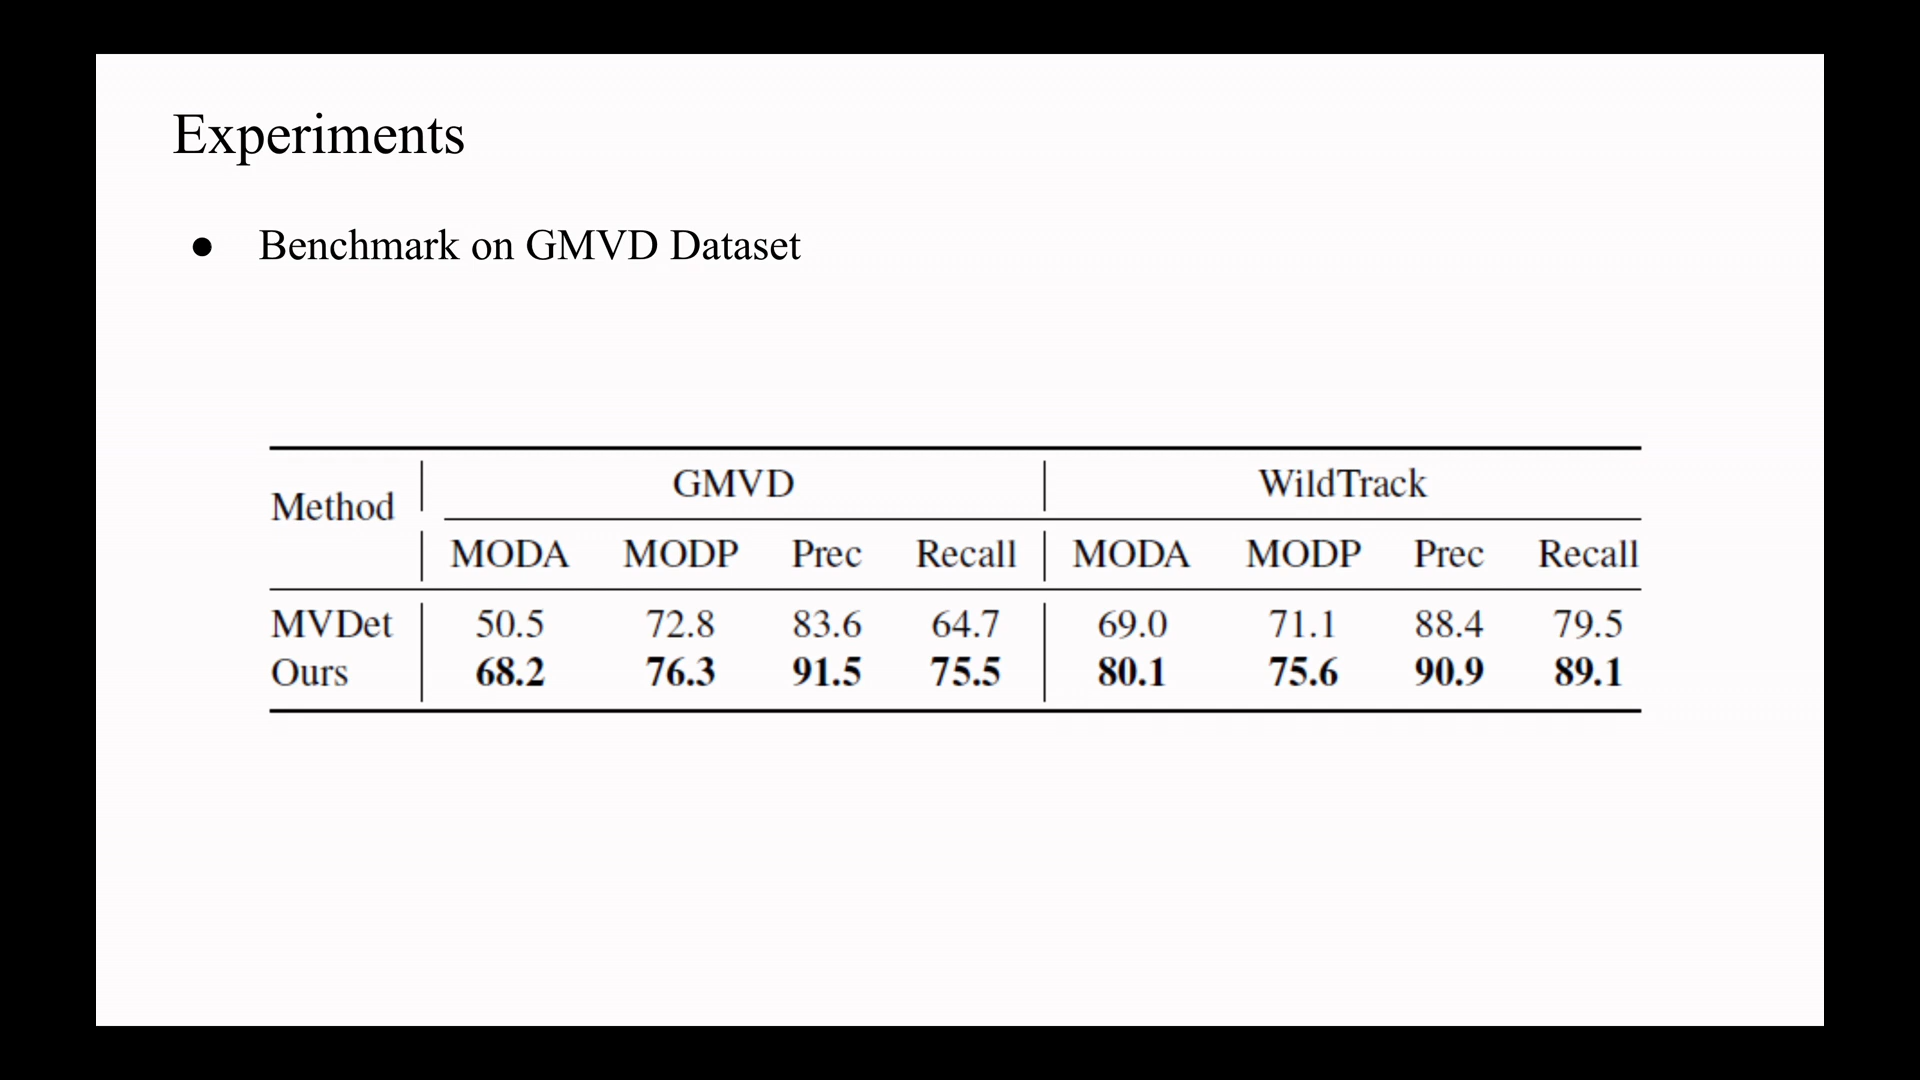 Experiments
● Benchmark on GMVD Dataset
Method GMVD WildTrack
MODA MODP Prec Recall MODA MODP Prec Recall
MVDet 50.5 72.8 83.6 64.7 69.0 71.1 88.4 79.5
Ours 68.2 76.3 91.5 75.5 80.1 75.6 90.9 89.1